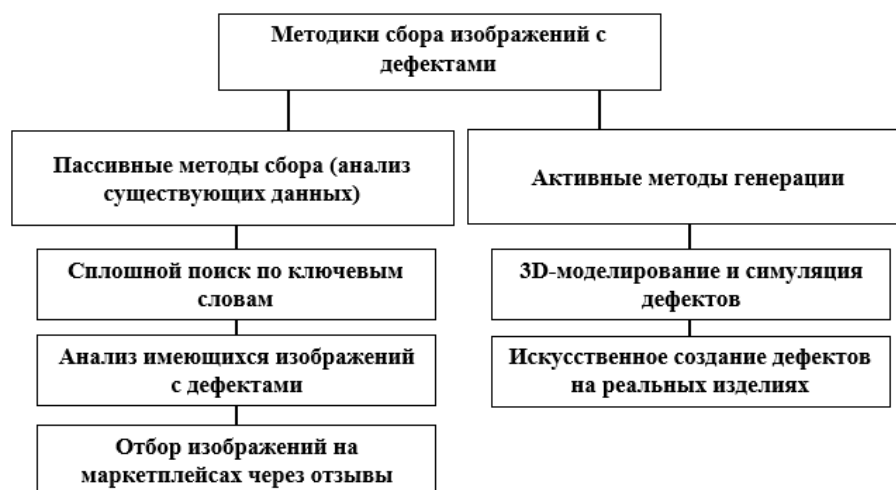 Методики сбора изображений с
дефектами
Пассивные методы сбора (анализ
существующих данных)
Активные методы генерации
Сплошной поиск по ключевым
словам
3D-моделирование и симуляция
дефектов
Анализ имеющихся изображений
с дефектами
Искусственное создание дефектов
на реальных изделиях
Отбор изображений на
маркетплейсах через отзывы